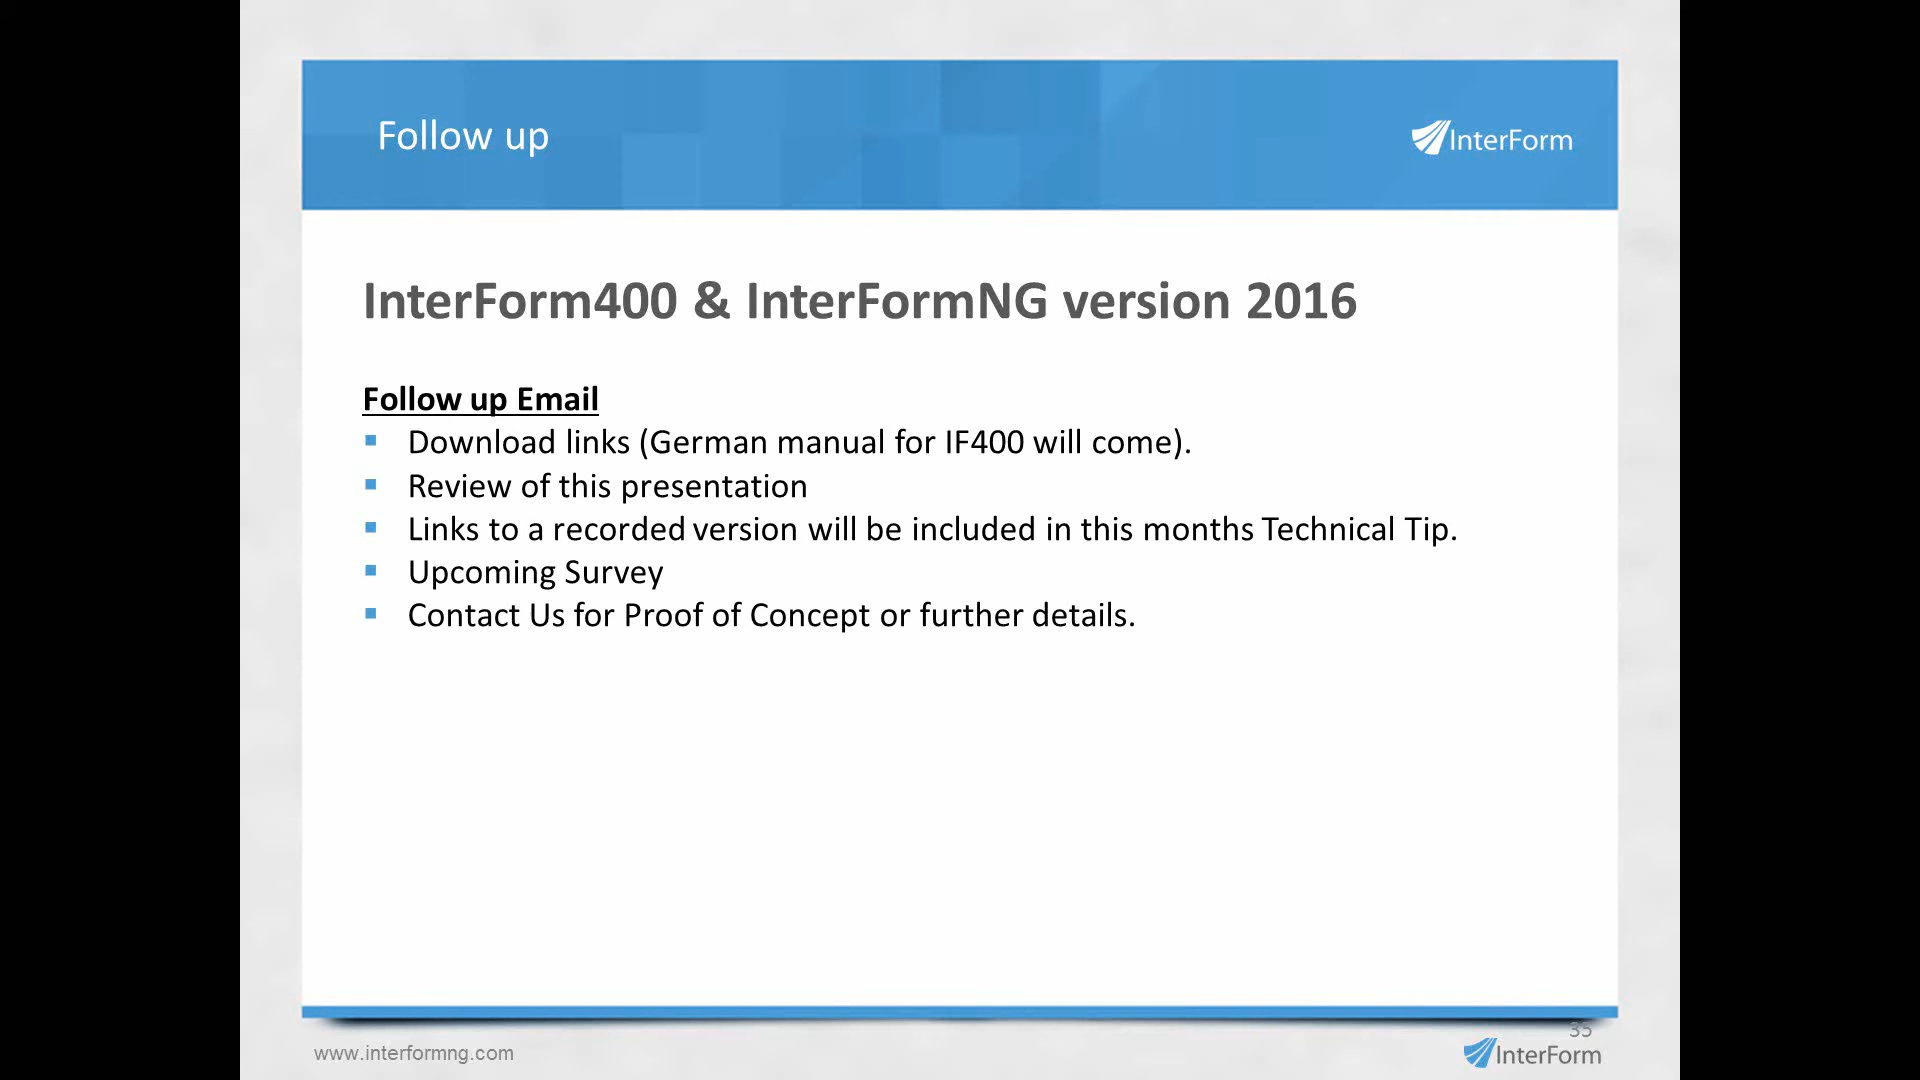 Follow up
InterForm
InterForm400 & InterFormNG version 2016
Follow up Email
Download links (German manual for IF400 will come).
Review of this presentation
Links to a recorded version will be included in this months Technical Tip.
Upcoming Survey
Contact Us for Proof of Concept or further details.
35
www.interformng.com
InterForm